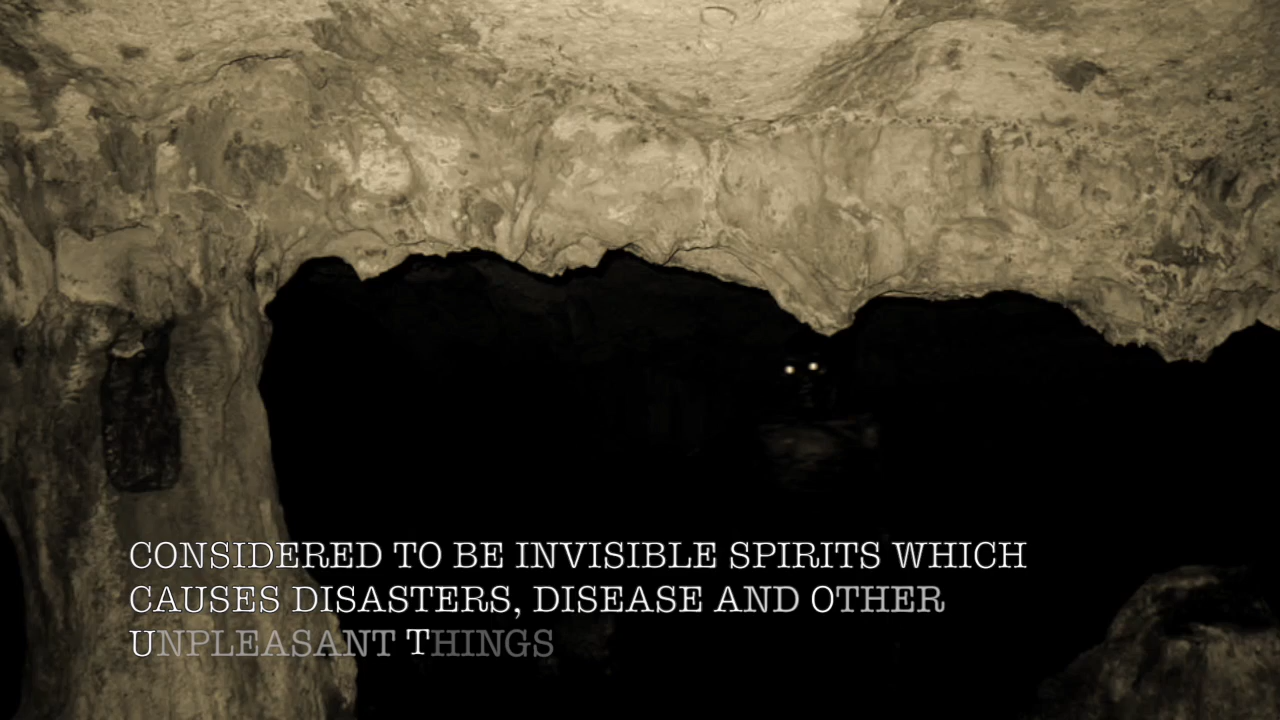 CONSIDERED TO BE INVISIBLE SPIRITS WHICH
CAUSES DISASTERS, DISEASE AND OTHER
UNPLEASANT THINGS